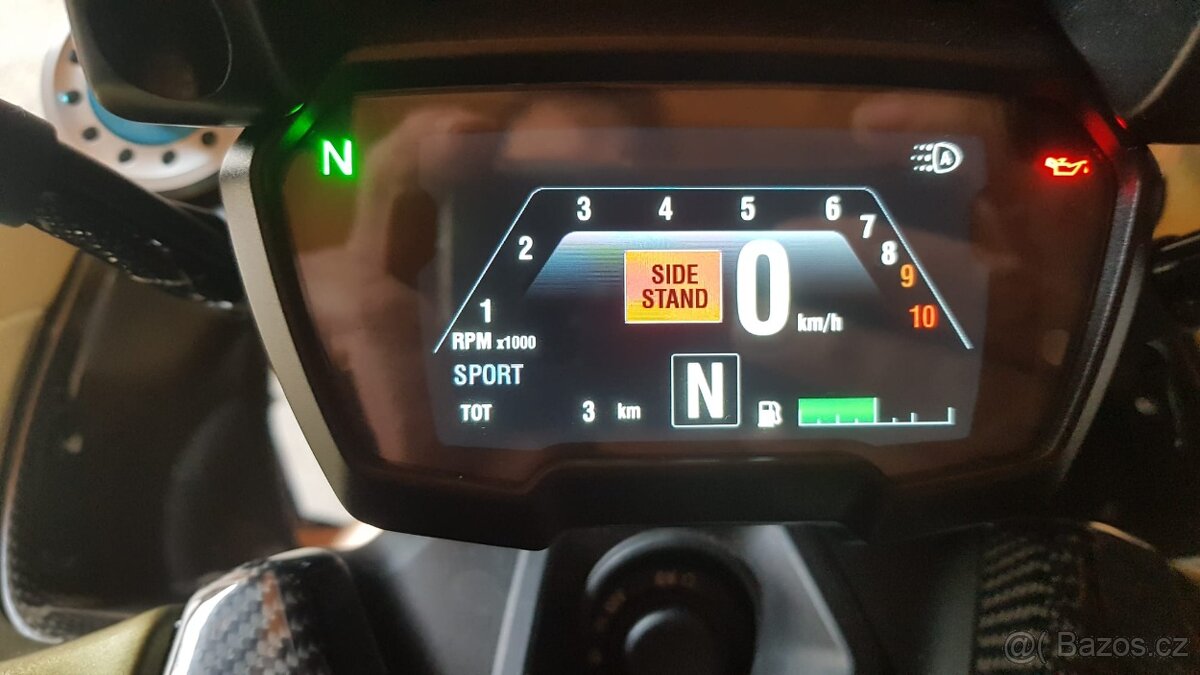 N
A
3 4 5 6
2 7
8
9
SIDE
STAND
0 km/h
1 10
RPM x1000
SPORT
TOT 3 km
N
@( Bazos.cz